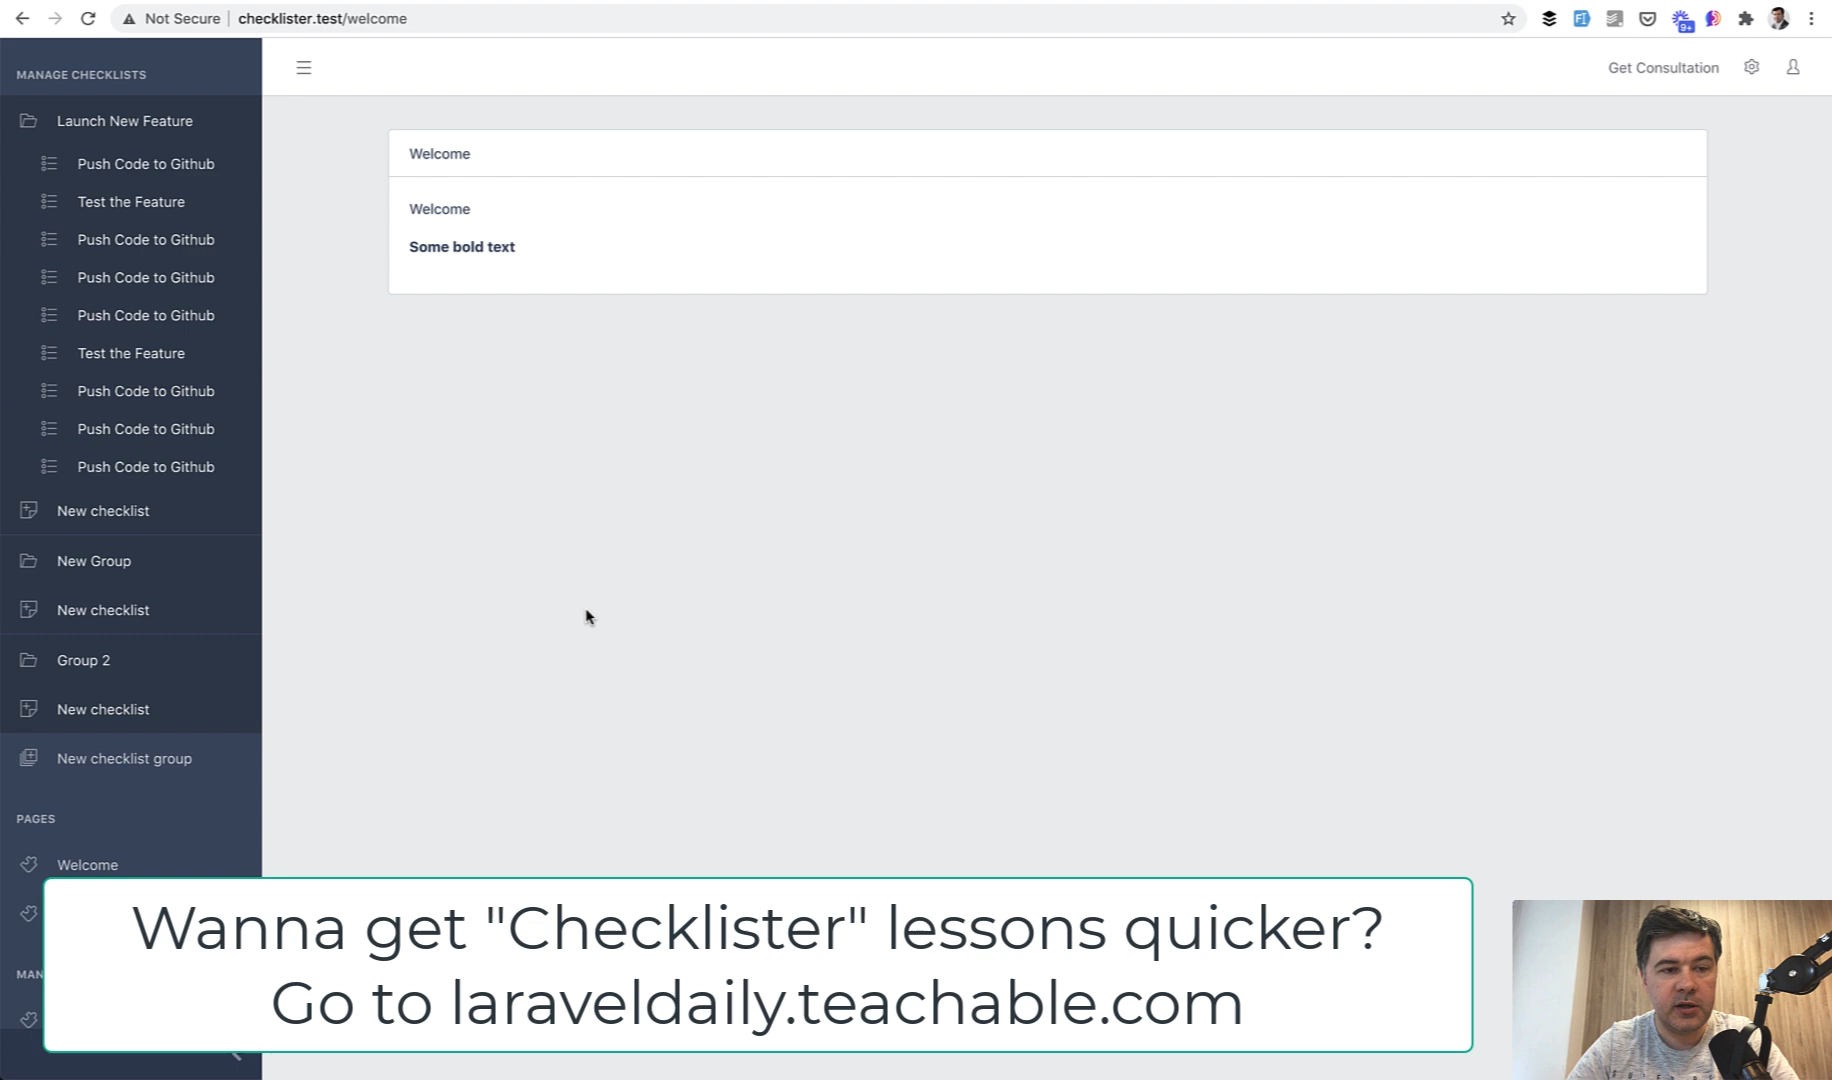 Not Secure | checklister.test/welcome
9+
MANAGE CHECKLISTS
Get Consultation
Launch New Feature
Push Code to Github
Test the Feature
Push Code to Github
Push Code to Github
Push Code to Github
Test the Feature
Push Code to Github
Push Code to Github
Push Code to Github
New checklist
New Group
New checklist
Group 2
New checklist
New checklist group
PAGES
Welcome
MAN
Welcome
Welcome
Some bold text
Wanna get "Checklister" lessons quicker?
Go to laraveldaily.teachable.com